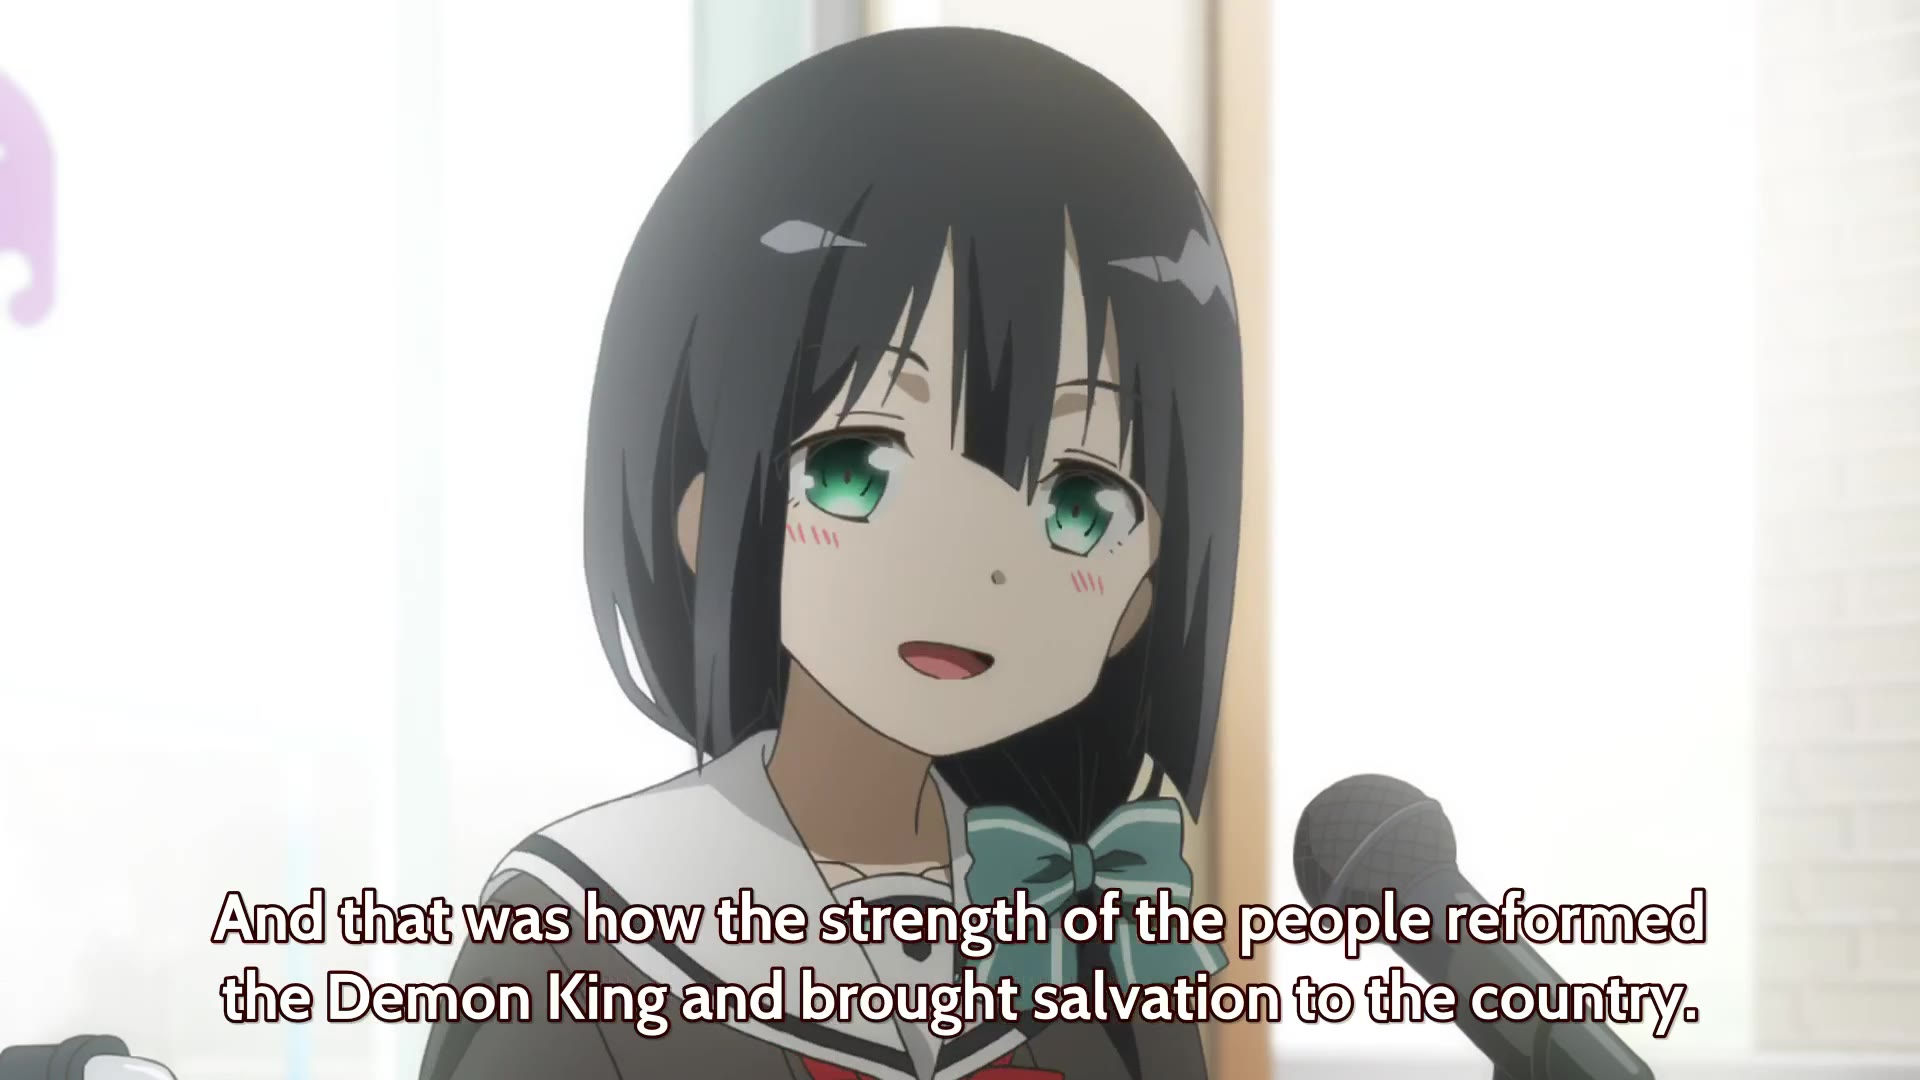 And that was how the strength of the people reformed
the Demon King and brought salvation to the country.